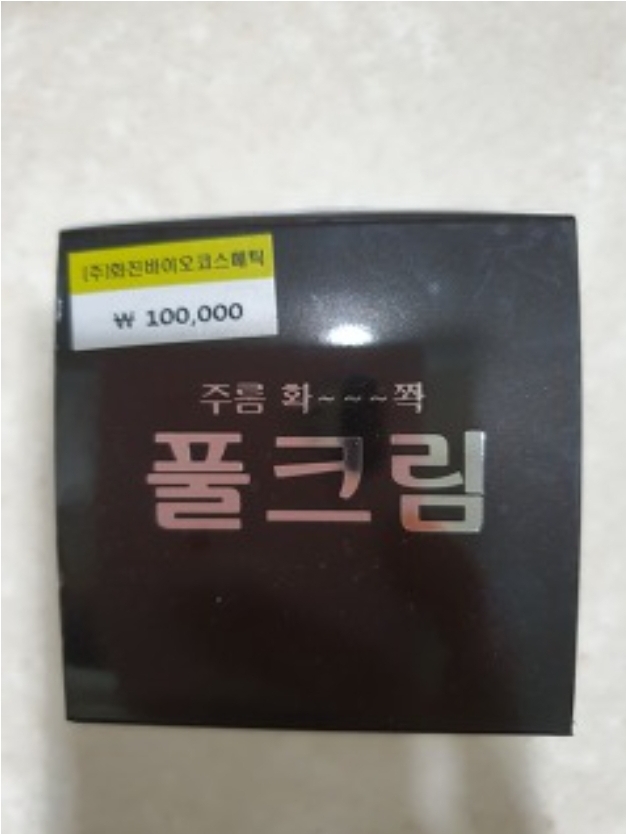 (주)화진바이오코스메틱
₩ 100,000
주름 화~~~짝
풀크림